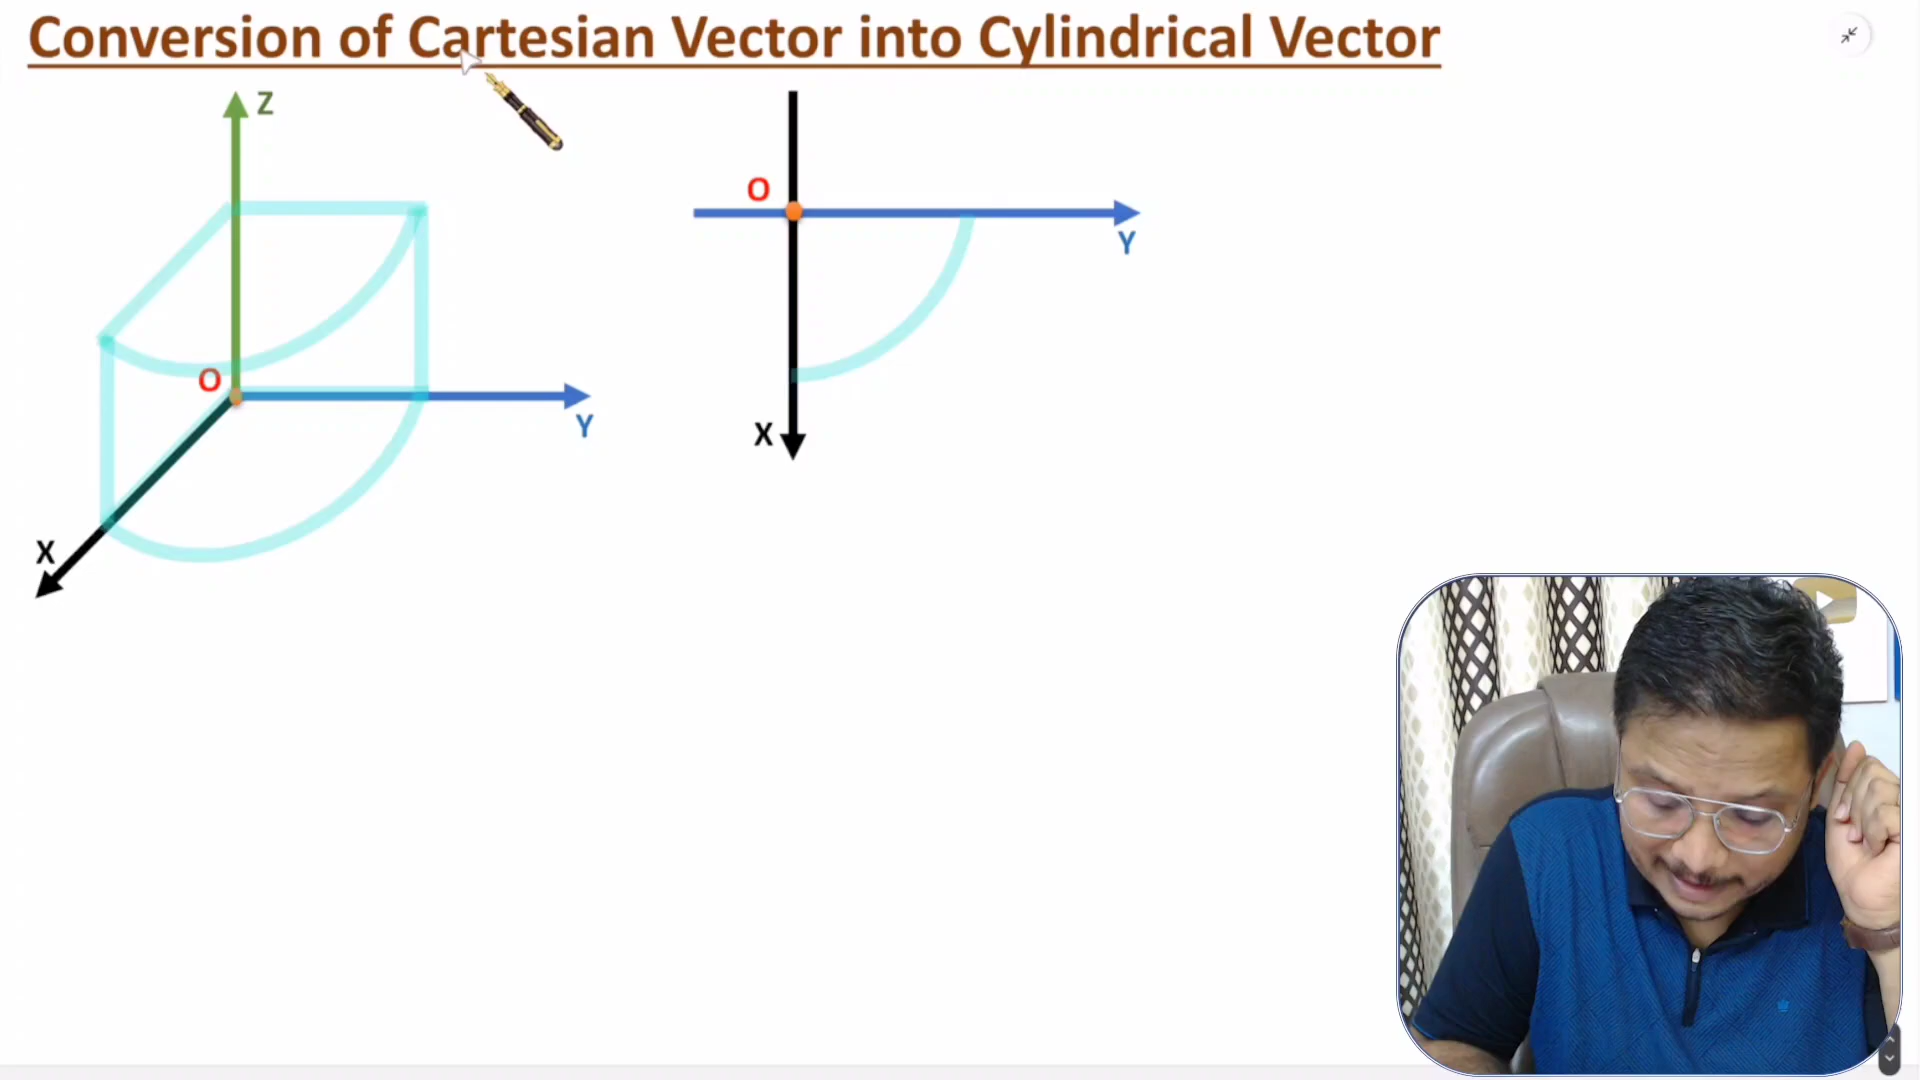 Conversion of Cartesian Vector into Cylindrical Vector
Z
O
Y
X
O
Y
X